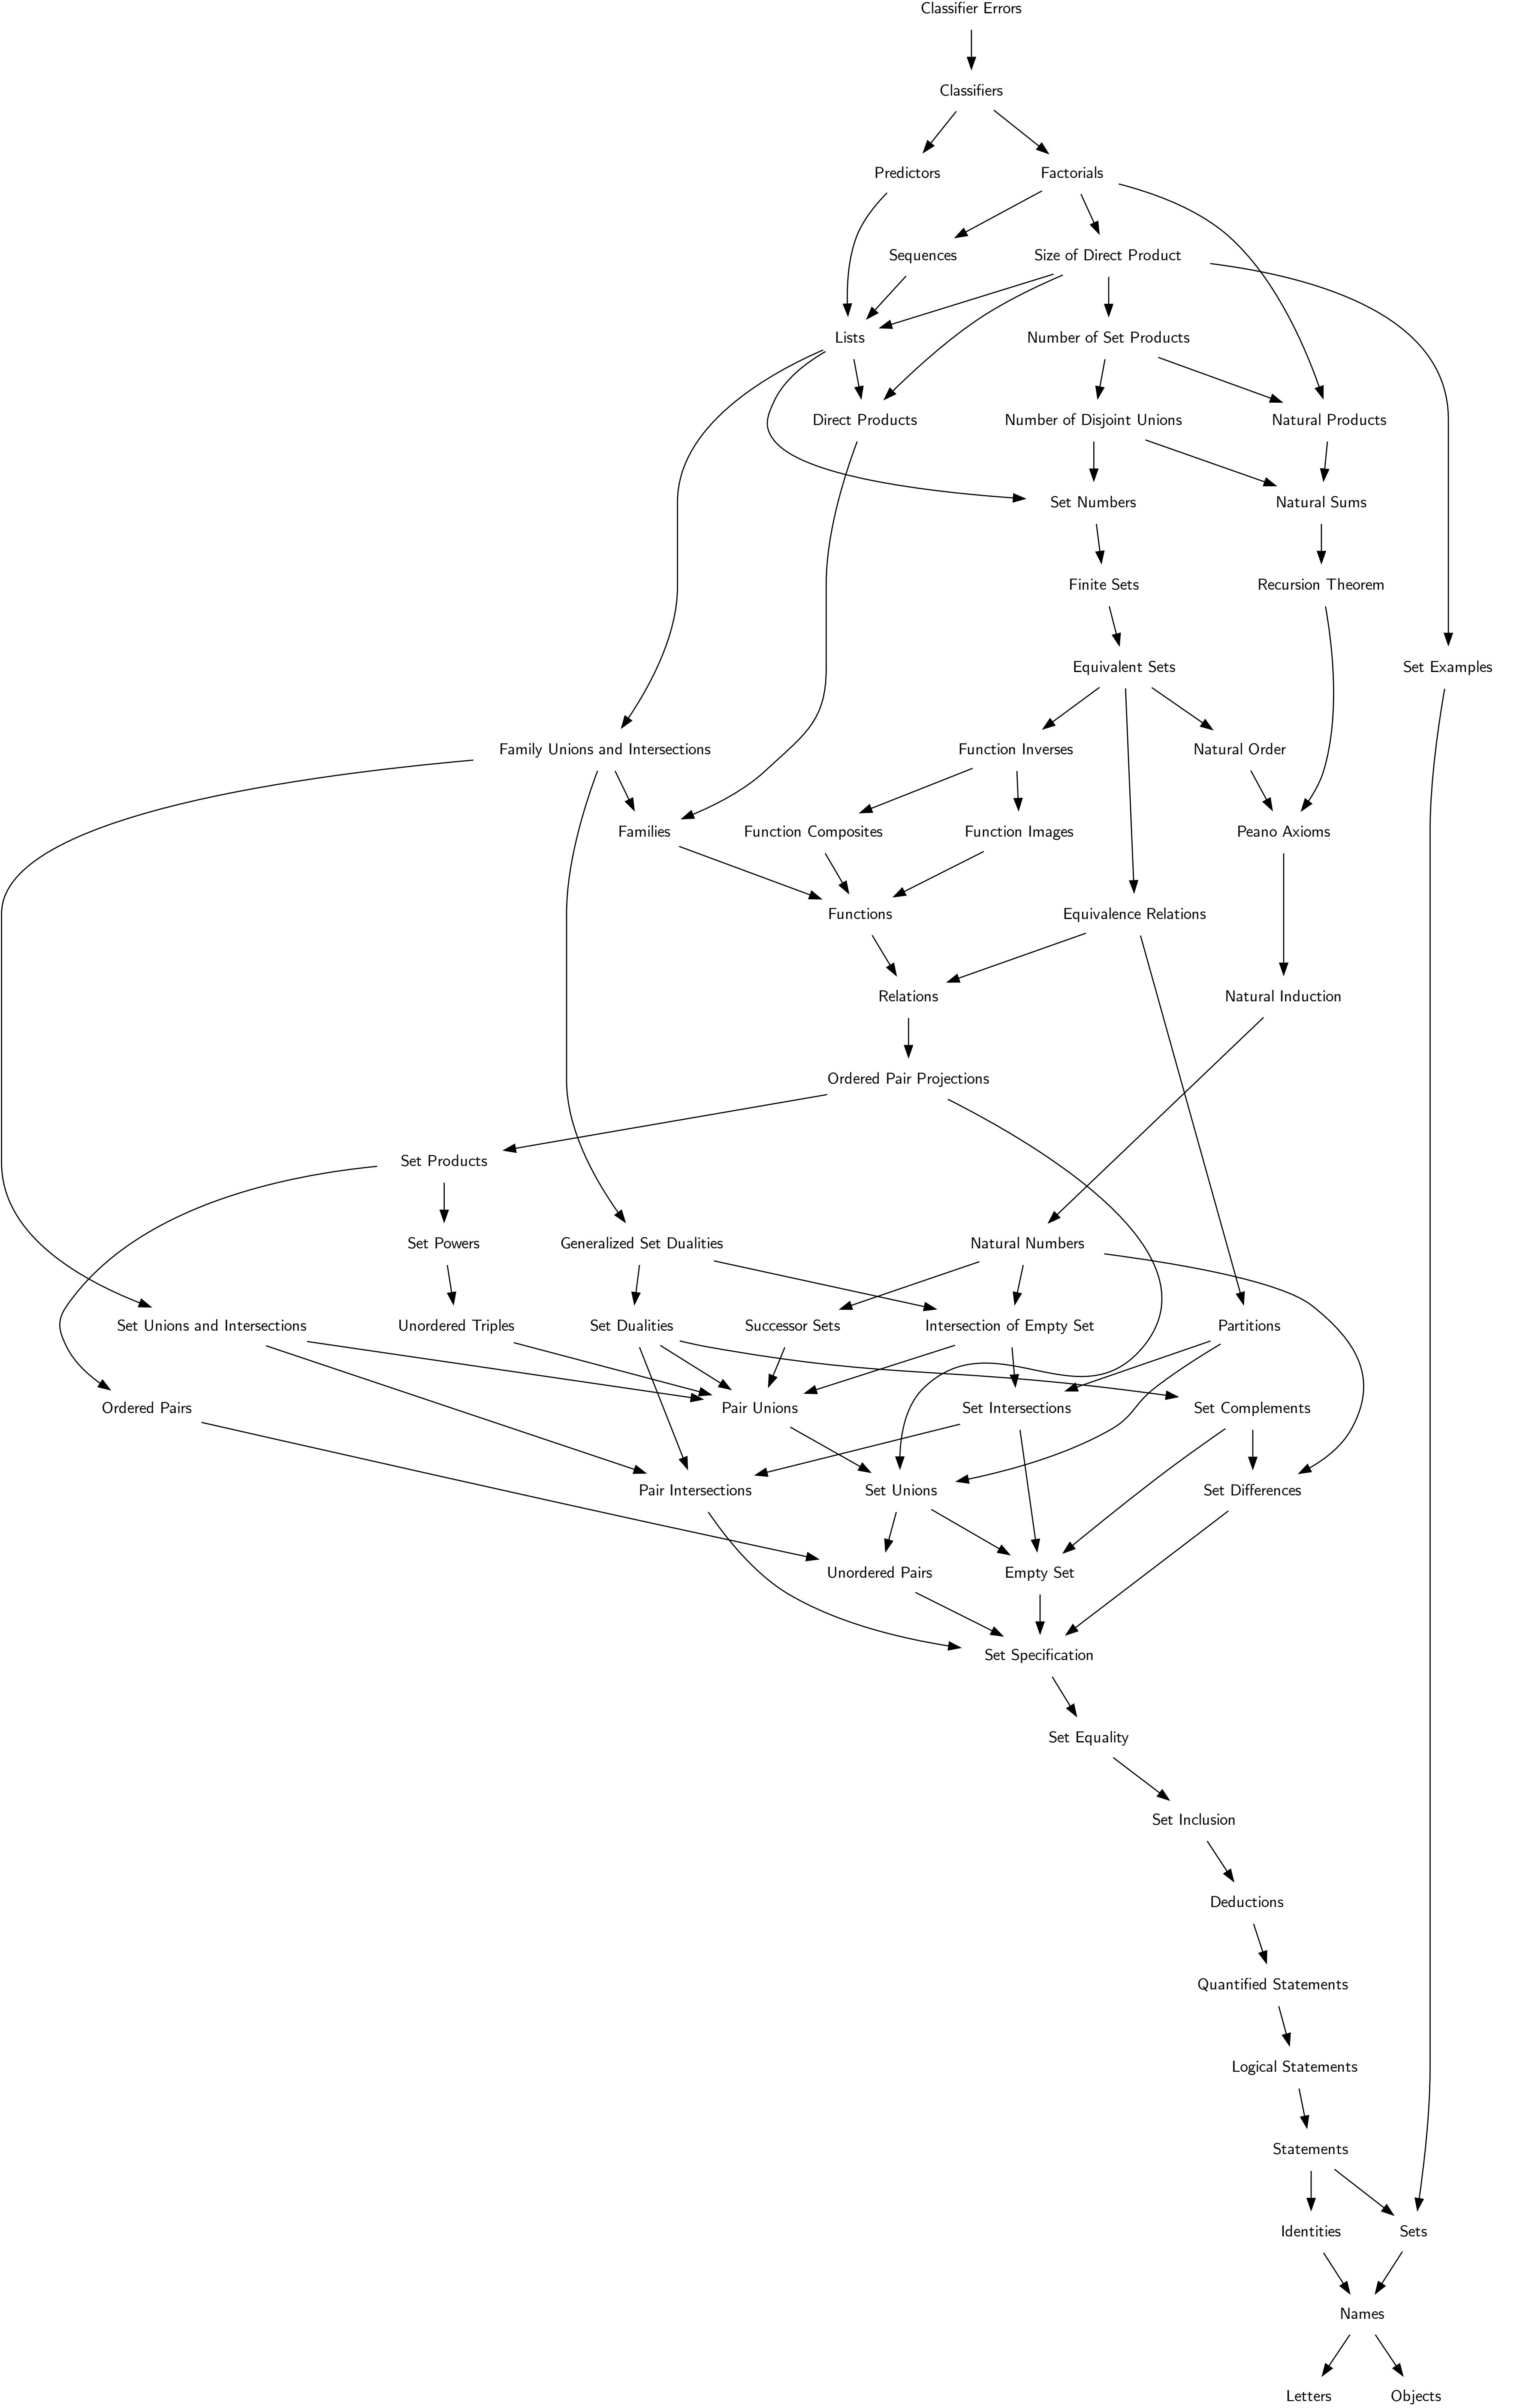 Classifier Errors
Classifiers
Predictors
Factorials
Sequences
Size of Direct Product
Lists
Number of Set Products
Direct Products
Number of Disjoint Unions
Natural Products
Set Numbers
Natural Sums
Finite Sets
Recursion Theorem
Equivalent Sets
Set Examples
Family Unions and Intersections
Function Inverses
Natural Order
Families
Function Composites
Function Images
Peano Axioms
Functions
Equivalence Relations
Relations
Natural Induction
Ordered Pair Projections
Set Products
Set Powers
Generalized Set Dualities
Natural Numbers
Set Unions and Intersections
Unordered Triples
Set Dualities
Successor Sets
Intersection of Empty Set
Partitions
Ordered Pairs
Pair Unions
Set Intersections
Set Complements
Pair Intersections
Set Unions
Set Differences
Unordered Pairs
Empty Set
Set Specification
Set Equality
Set Inclusion
Deductions
Quantified Statements
Logical Statements
Statements
Identities
Sets
Names
Letters
Objects